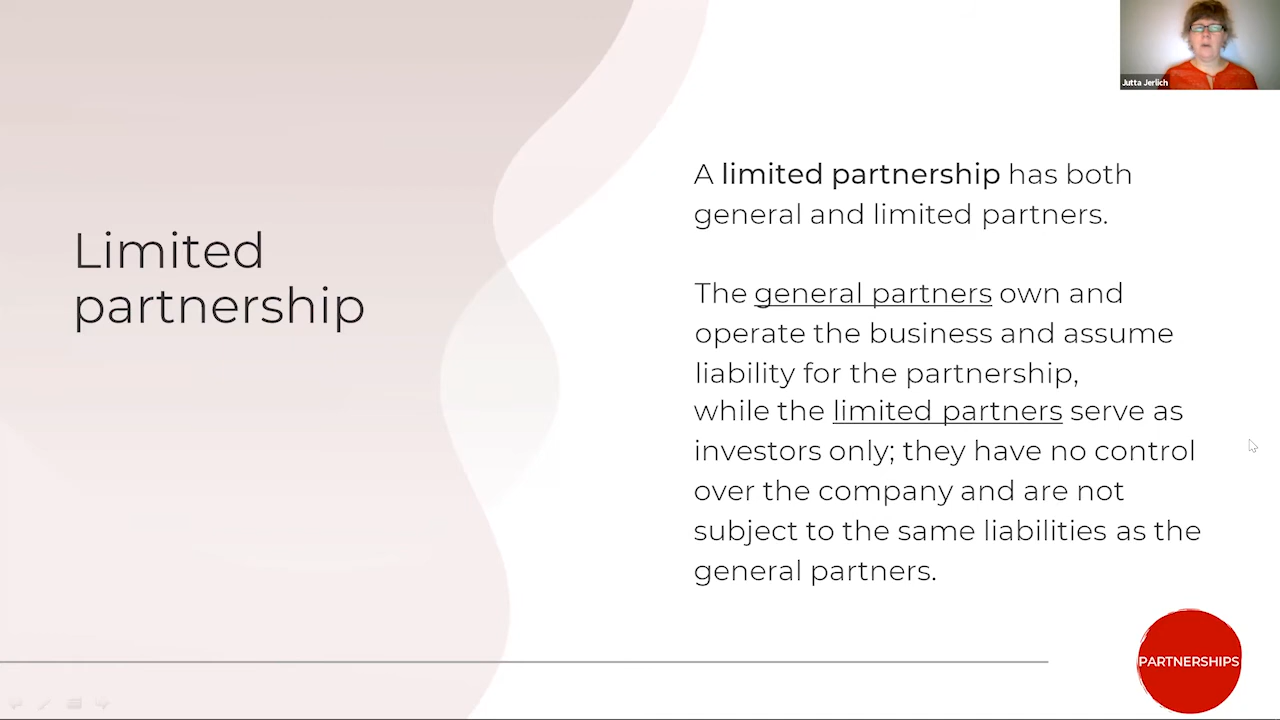 Jutta Jerlich
Limited
partnership
A limited partnership has both
general and limited partners.
The general partners own and
operate the business and assume
liability for the partnership,
while the limited partners serve as
investors only; they have no control
over the company and are not
subject to the same liabilities as the
general partners.
PARTNERSHIPS